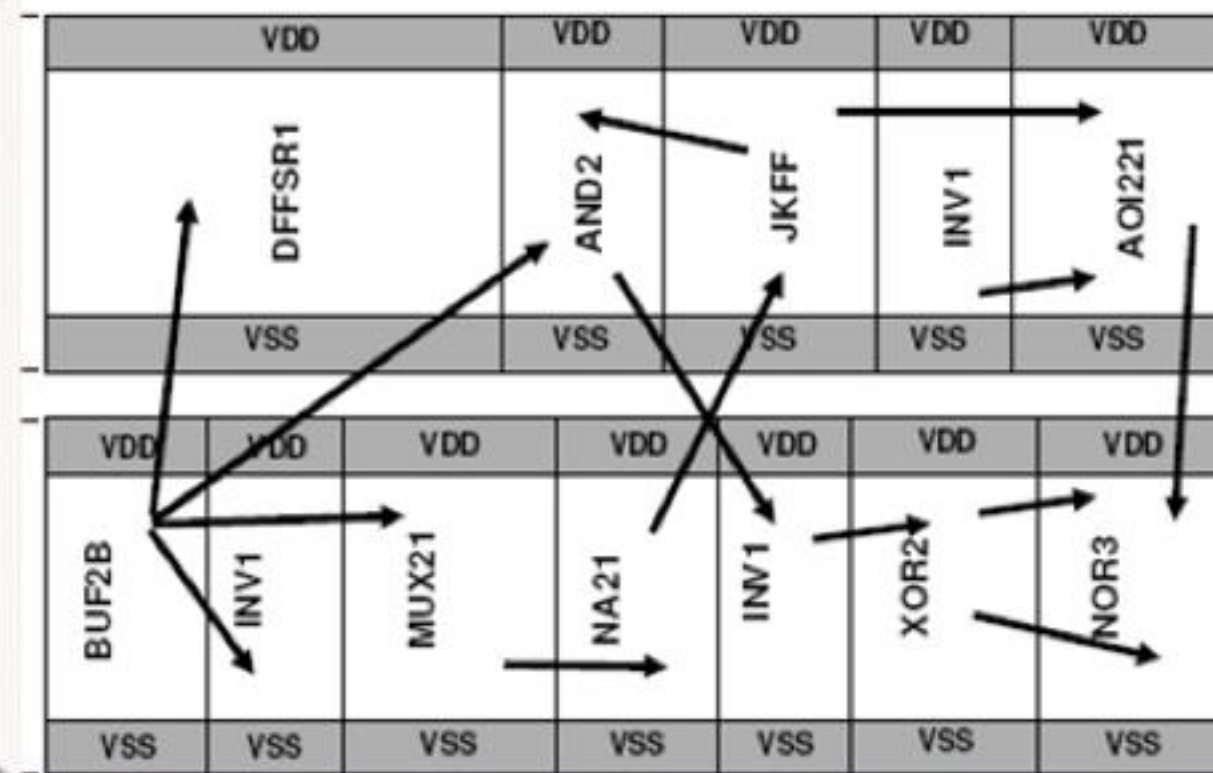 VDD VDD VDD VDD VDD
DFFSR1 AND2 JKFF INV1 AOI221
VSS VSS VSS VSS VSS
VDD VDD VDD VDD VDD VDD VDD
BUF2B INV1 MUX21 NA21 INV1 XOR2 NOR3
VSS VSS VSS VSS VSS VSS VSS